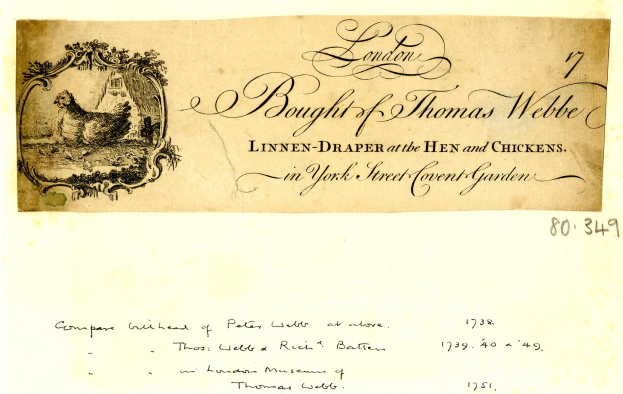 London
17
Bought of Thomas Webbe
LINNEN-DRAPER at the HEN and CHICKENS.
in York Street Covent Garden
80.349
Compare billhead of Peter Webb at above. 1738
" " Thos: Webb & Richd. Batten 1739. '40 & '49.
" " in London Museum of
Thomas Webb. 1751.